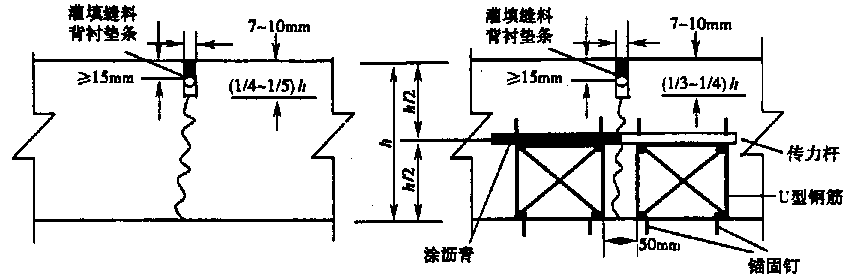 灌填缝料
背衬垫条
7~10mm
≥15mm
(1/4~1/5)h
灌填缝料
背衬垫条
7~10mm
≥15mm
(1/3~1/4)h
h
h/2
h/2
传力杆
U型钢筋
涂沥青
50mm
锚固钉